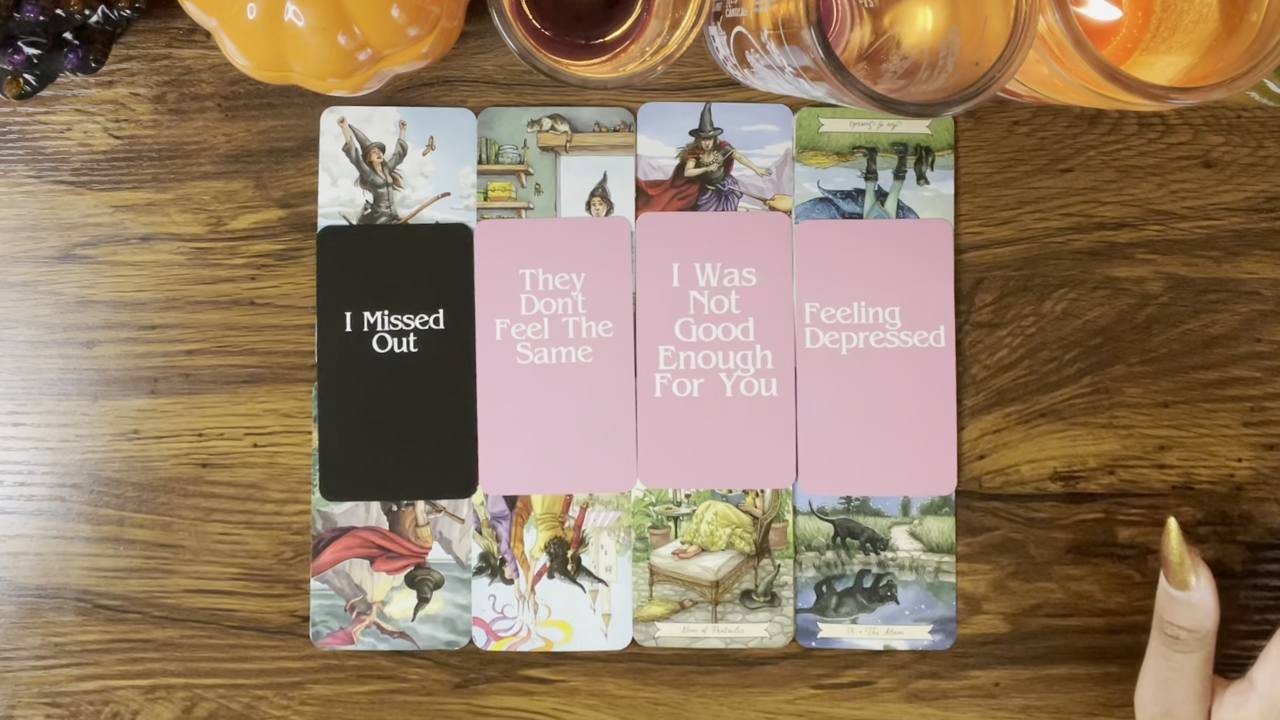 I Missed
Out
They
Don't
Feel The
Same
I Was
Not
Good
Enough
For You
Feeling
Depressed
Nine of Pentacles
The Moon